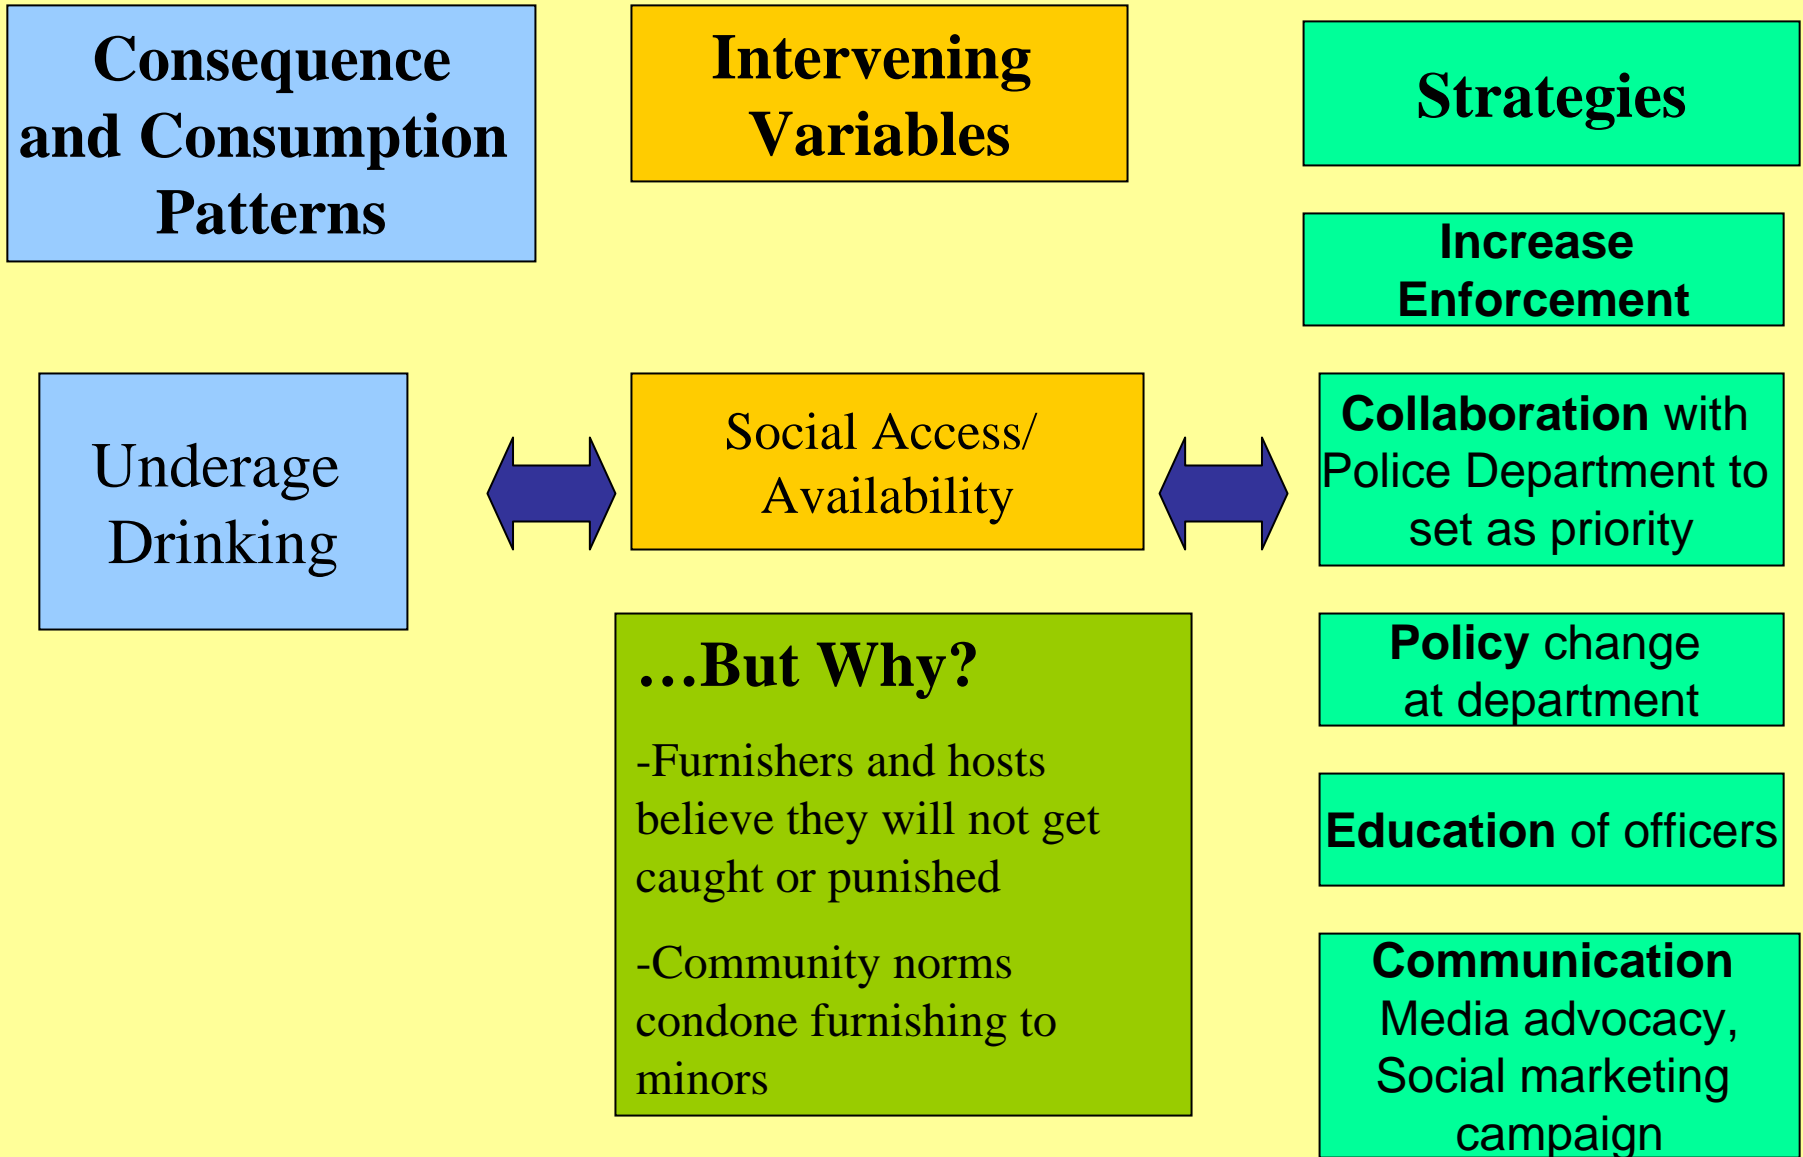 Consequence
and Consumption
Patterns
Intervening
Variables
Strategies
Increase
Enforcement
Underage
Drinking
Social Access/
Availability
Collaboration with
Police Department to
set as priority
…But Why?
-Furnishers and hosts
believe they will not get
caught or punished
-Community norms
condone furnishing to
minors
Policy change
at department
Education of officers
Communication
Media advocacy,
Social marketing
campaign